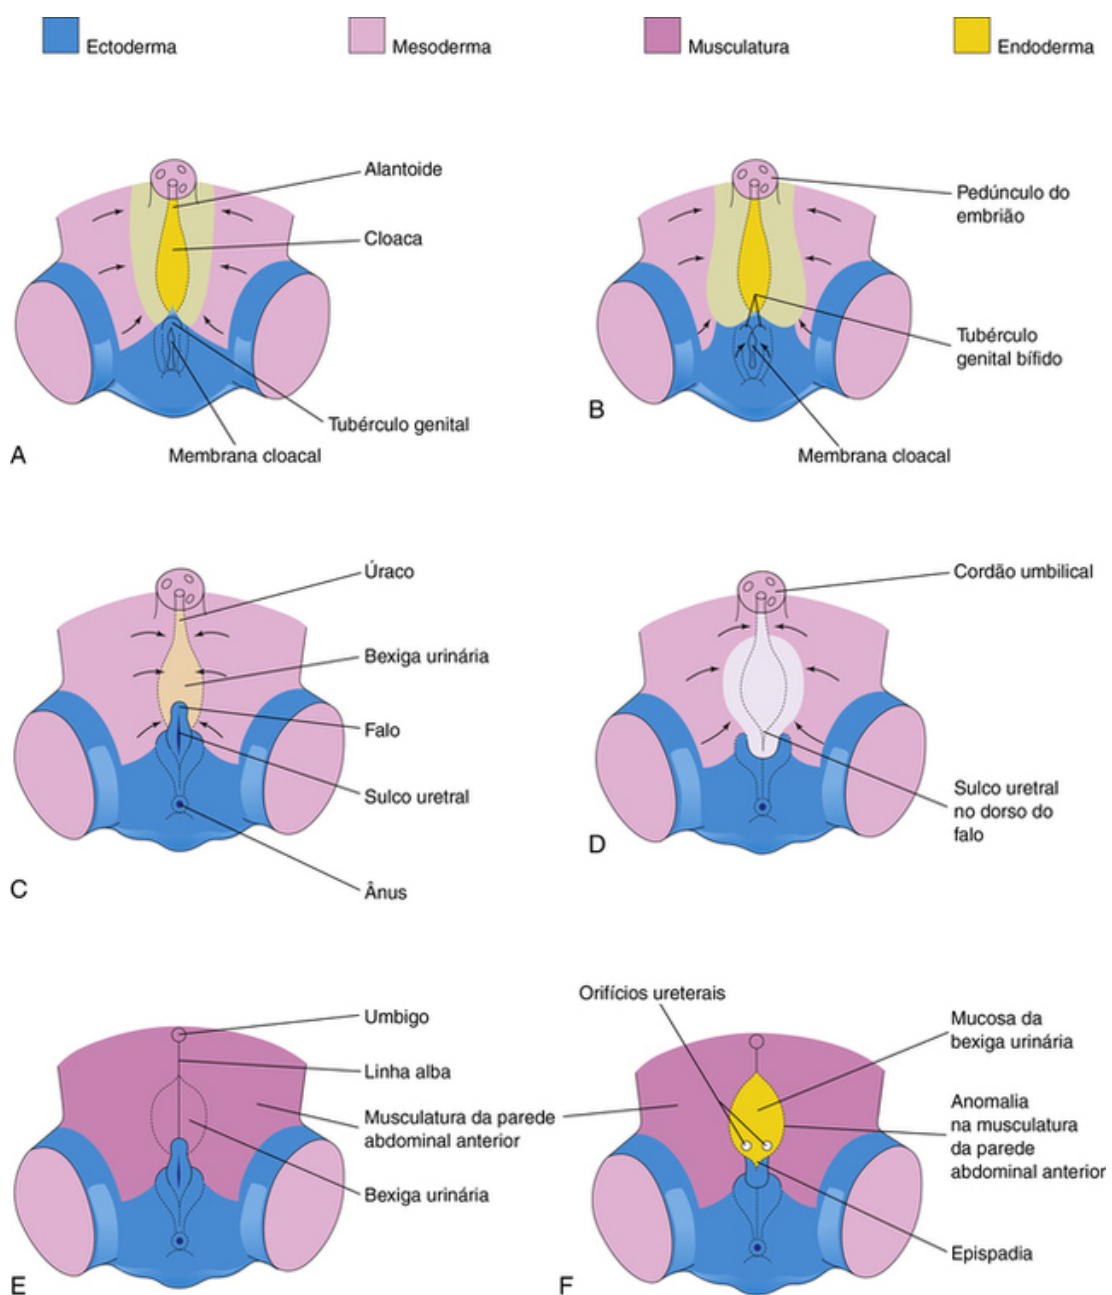 Ectoderma
Mesoderma
Musculatura
Endoderma
Alantoide
Cloaca
Tubérculo genital
Membrana cloacal
A
Pedúnculo do
embrião
Tubérculo
genital bífido
Membrana cloacal
B
Úraco
Bexiga urinária
Falo
Sulco uretral
Ânus
C
Cordão umbilical
Sulco uretral
no dorso do
falo
D
Umbigo
Linha alba
Musculatura da parede
abdominal anterior
Bexiga urinária
E
Orifícios ureterais
Mucosa da
bexiga urinária
Anomalia
na musculatura
da parede
abdominal anterior
Epispadia
F